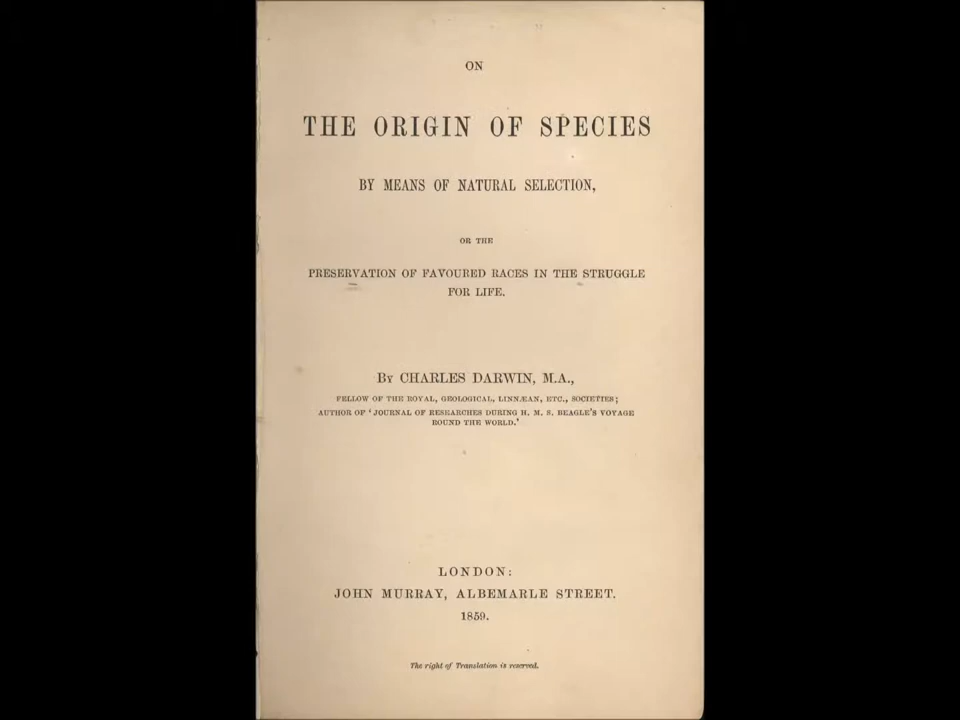 ON
THE ORIGIN OF SPECIES
BY MEANS OF NATURAL SELECTION,
OR THE
PRESERVATION OF FAVOURED RACES IN THE STRUGGLE
FOR LIFE.
By CHARLES DARWIN, M.A.,
FELLOW OF THE ROYAL, GEOLOGICAL, LINNÆAN, ETC., SOCIETIES;
AUTHOR OF ‘JOURNAL OF RESEARCHES DURING H. M. S. BEAGLE’S VOYAGE
ROUND THE WORLD.’
LONDON:
JOHN MURRAY, ALBEMARLE STREET.
1859.
The right of Translation is reserved.